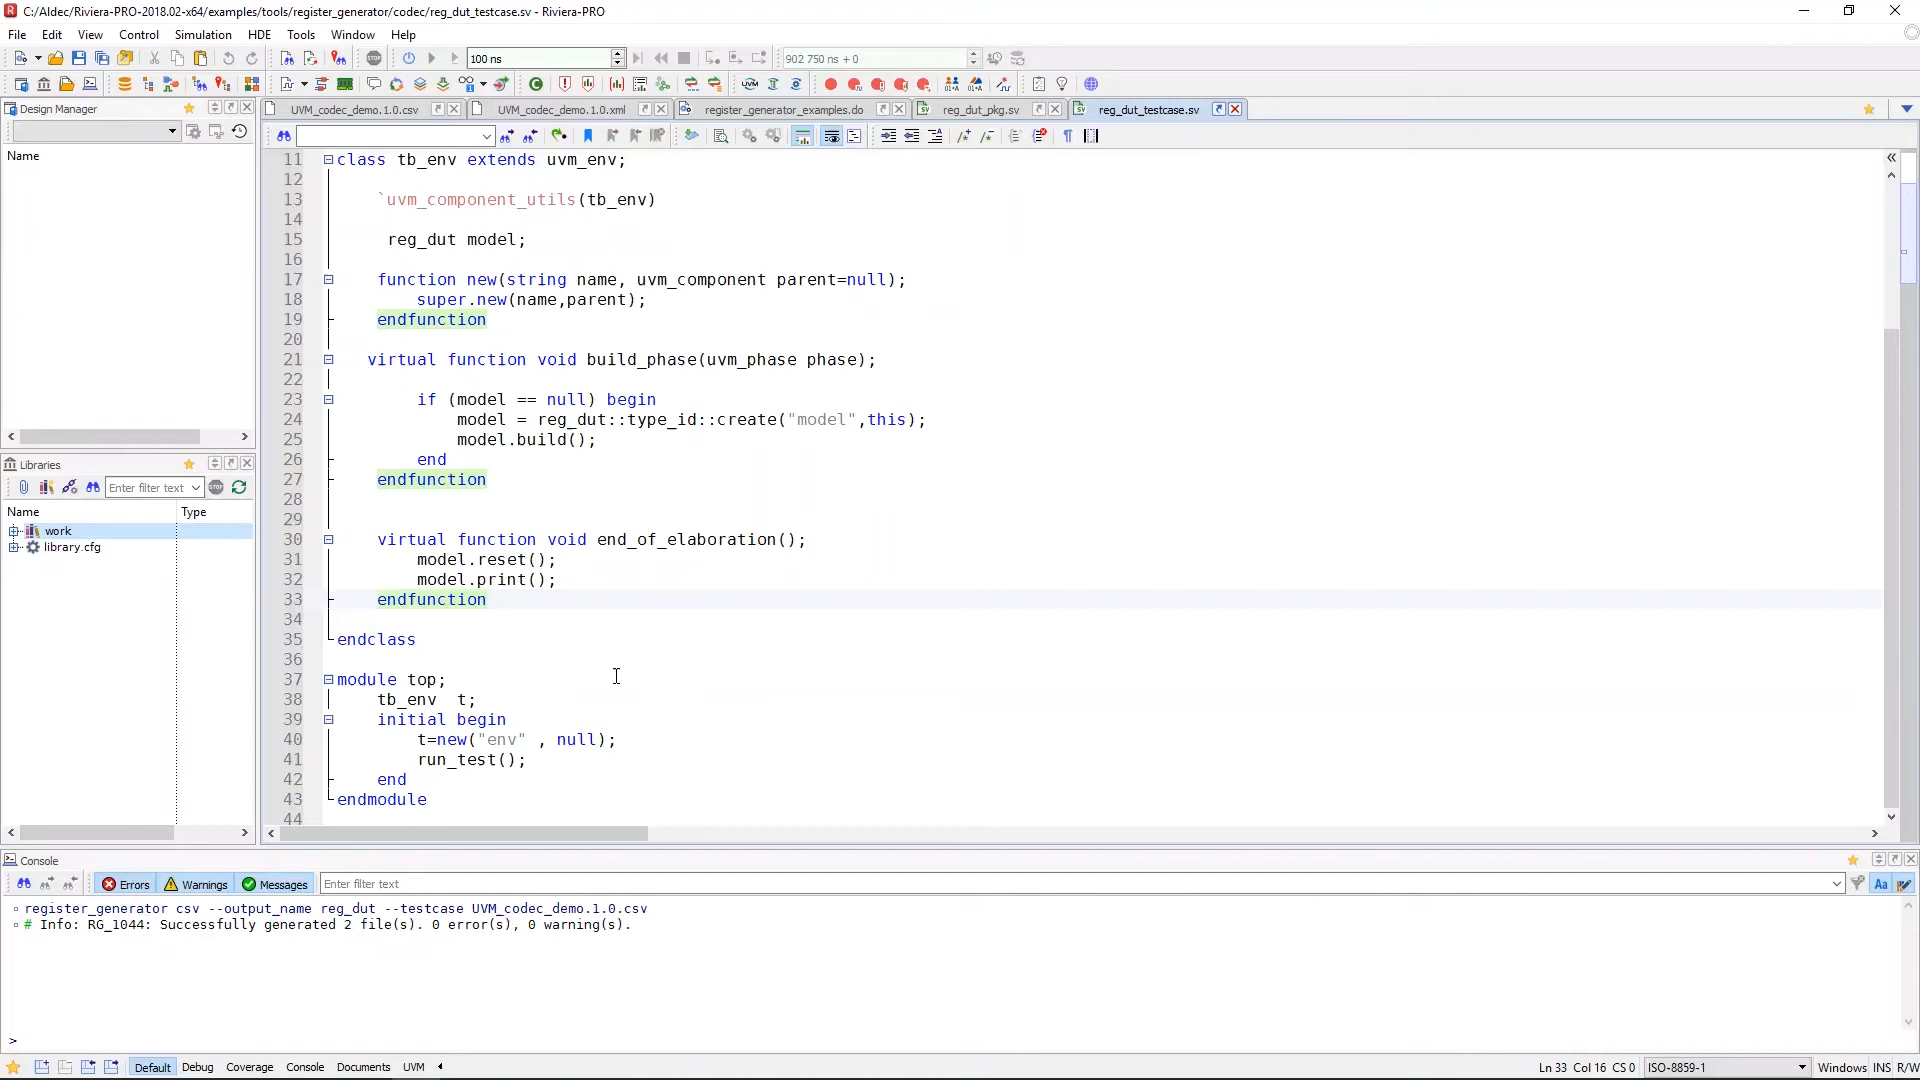 C:/Aldec/Riviera-PRO-2018.02-x64/examples/tools/register_generator/codec/reg_dut_testcase.sv - Riviera-PRO
File Edit View Control Simulation HDE Tools Window Help
100 ns
902 750 ns + 0
Design Manager
UVM_codec_demo.1.0.csv
UVM_codec_demo.1.0.xml
register_generator_examples.do
reg_dut_pkg.sv
reg_dut_testcase.sv
Name
11 class tb_env extends uvm_env;
12
13 `uvm_component_utils(tb_env)
14
15 reg_dut model;
16
17 function new(string name, uvm_component parent=null);
18 super.new(name,parent);
19 endfunction
20
21 virtual function void build_phase(uvm_phase phase);
22
23 if (model == null) begin
24 model = reg_dut::type_id::create("model",this);
25 model.build();
26 end
27 endfunction
28
29
30 virtual function void end_of_elaboration();
31 model.reset();
32 model.print();
33 endfunction
34
35 endclass
36
37 module top;
38 tb_env  t;
39 initial begin
40 t=new("env" , null);
41 run_test();
42 end
43 endmodule
44
Libraries
Enter filter text
Name Type
work
library.cfg
Console
Errors Warnings Messages Enter filter text
register_generator csv --output_name reg_dut --testcase UVM_codec_demo.1.0.csv
# Info: RG_1044: Successfully generated 2 file(s). 0 error(s), 0 warning(s).
>
Default Debug Coverage Console Documents UVM
Ln 33 Col 16 CS 0 ISO-8859-1 Windows INS R/W